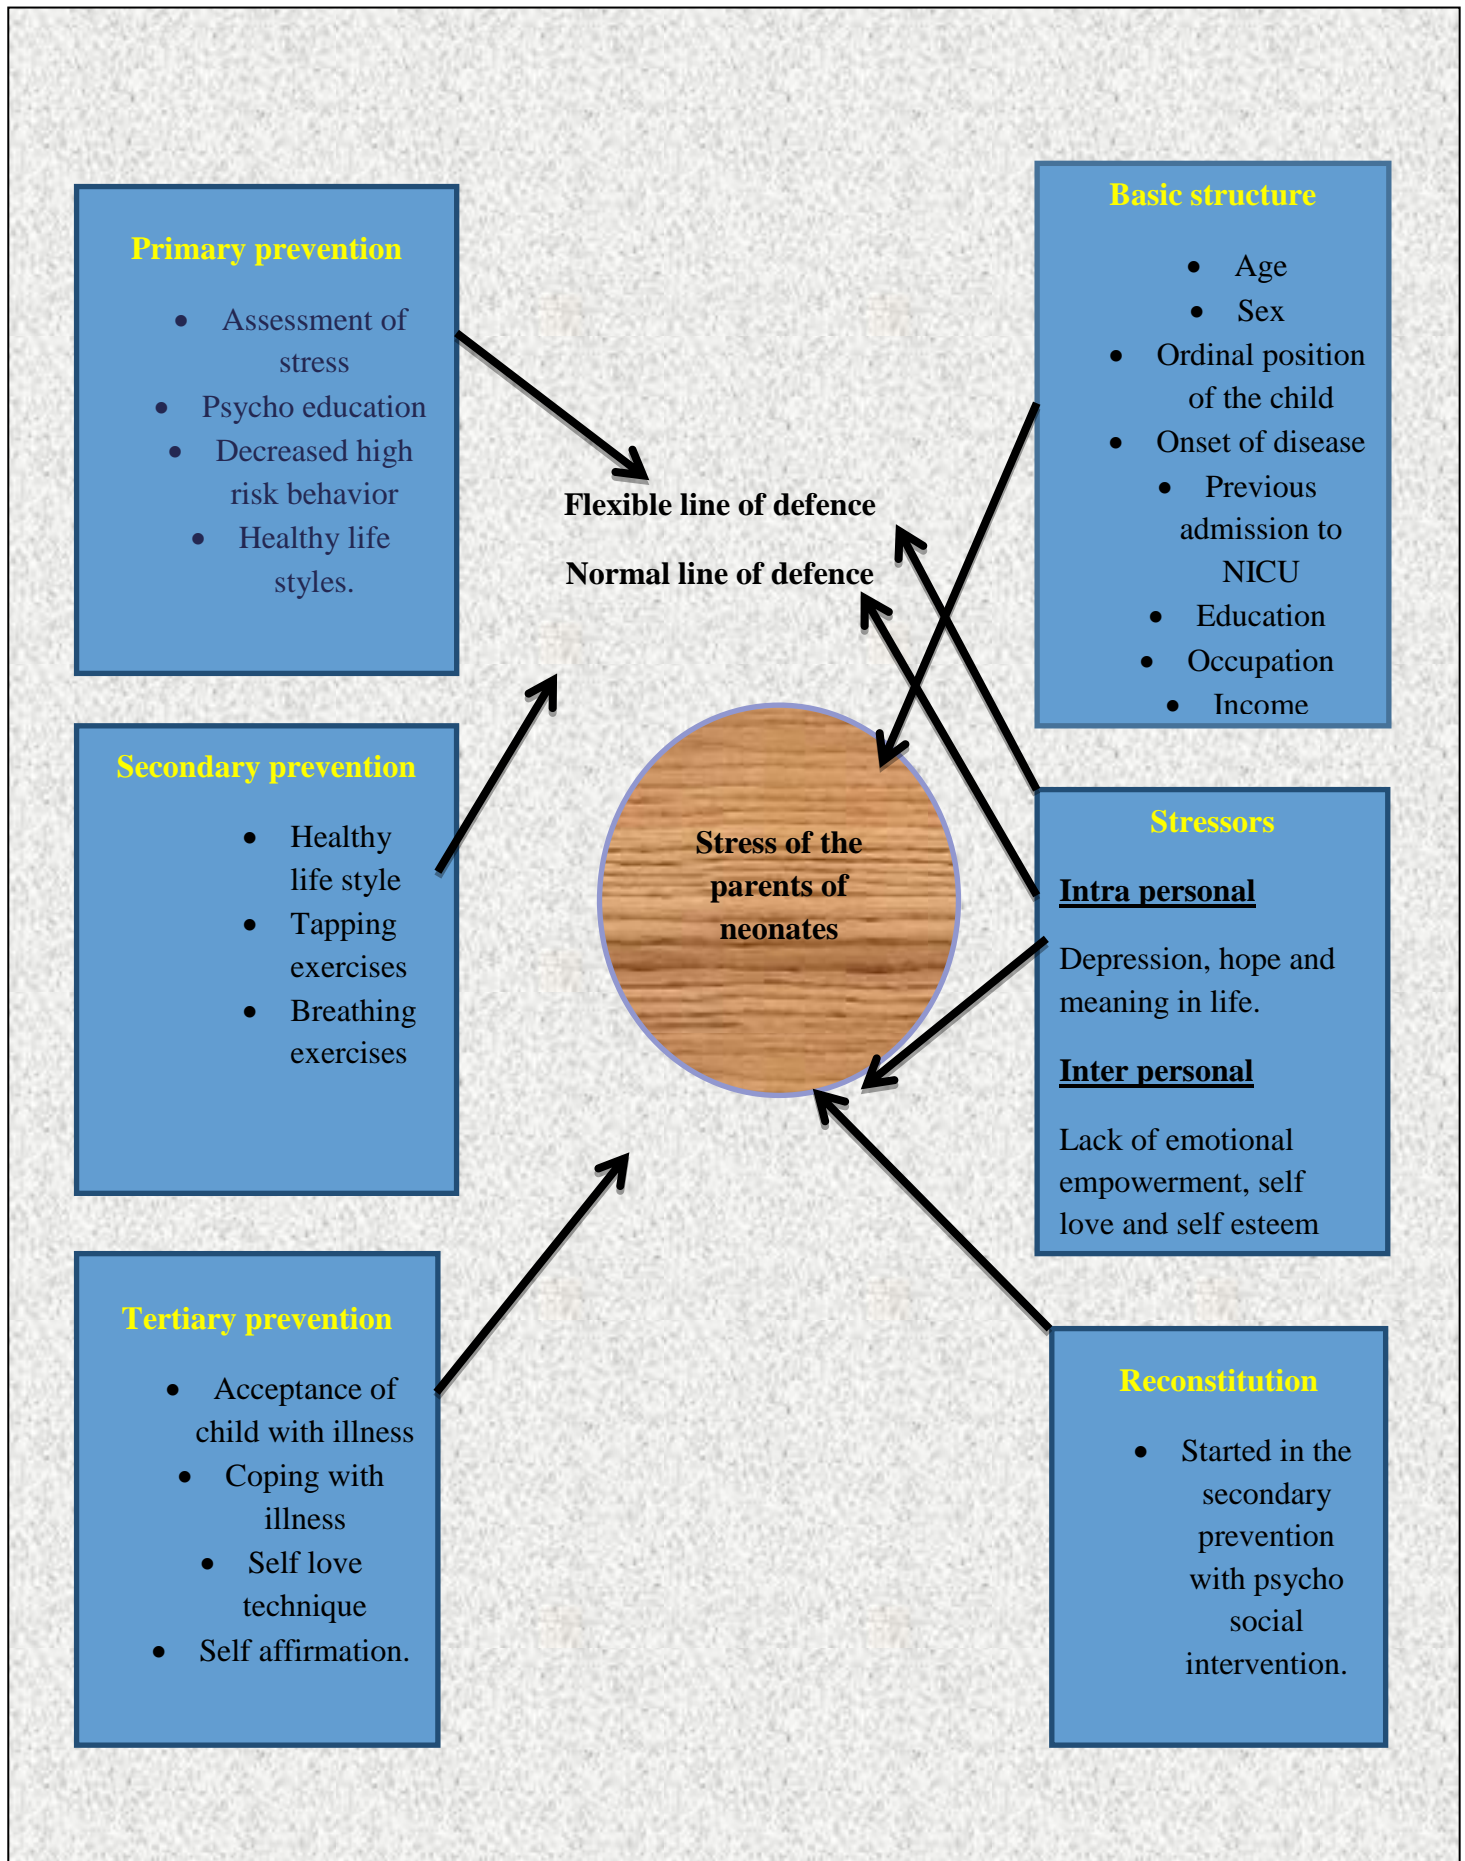 Primary prevention
• Assessment of
stress
• Psycho education
• Decreased high
risk behavior
• Healthy life
styles.
Secondary prevention
• Healthy
life style
• Tapping
exercises
• Breathing
exercises
Tertiary prevention
• Acceptance of
child with illness
• Coping with
illness
• Self love
technique
• Self affirmation.
Flexible line of defence
Normal line of defence
Stress of the
parents of
neonates
Basic structure
• Age
• Sex
• Ordinal position
of the child
• Onset of disease
• Previous
admission to
NICU
• Education
• Occupation
• Income
Stressors
Intra personal
Depression, hope and
meaning in life.
Inter personal
Lack of emotional
empowerment, self
love and self esteem
Reconstitution
• Started in the
secondary
prevention
with psycho
social
intervention.